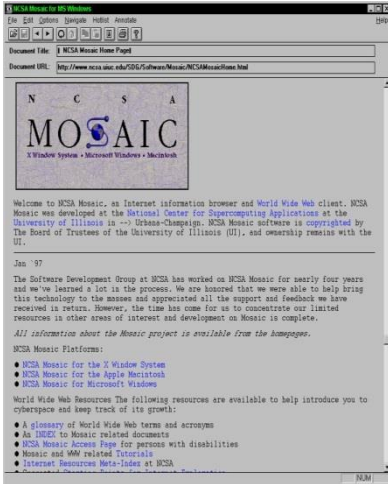 NCSA Mosaic for MS Windows
File Edit Options Navigate Hotlist Annotate Help
Document Title: NCSA Mosaic Home Page
Document URL: http://www.ncsa.uiuc.edu/SDG/Software/Mosaic/NCSAMosaicHome.html
N C S A
MOSAIC
X Window System • Microsoft Windows • Macintosh
Welcome to NCSA Mosaic, an Internet information browser and World Wide Web client. NCSA
Mosaic was developed at the National Center for Supercomputing Applications at the
University of Illinois in --> Urbana-Champaign. NCSA Mosaic software is copyrighted by
The Board of Trustees of the University of Illinois (UI), and ownership remains with the
UI.
Jan `97
The Software Development Group at NCSA has worked on NCSA Mosaic for nearly four years
and we've learned a lot in the process. We are honored that we were able to help bring
this technology to the masses and appreciated all the support and feedback we have
received in return. However, the time has come for us to concentrate our limited
resources in other areas of interest and development on Mosaic is complete.
All information about the Mosaic project is available from the homepages.
NCSA Mosaic Platforms:
● NCSA Mosaic for the X Window System
● NCSA Mosaic for the Apple Macintosh
● NCSA Mosaic for Microsoft Windows
World Wide Web Resources The following resources are available to help introduce you to
cyberspace and keep track of its growth:
● A glossary of World Wide Web terms and acronyms
● An INDEX to Mosaic related documents
● NCSA Mosaic Access Page for persons with disabilities
● Mosaic and WWW related Tutorials
● Internet Resources Meta-Index at NCSA
NUM